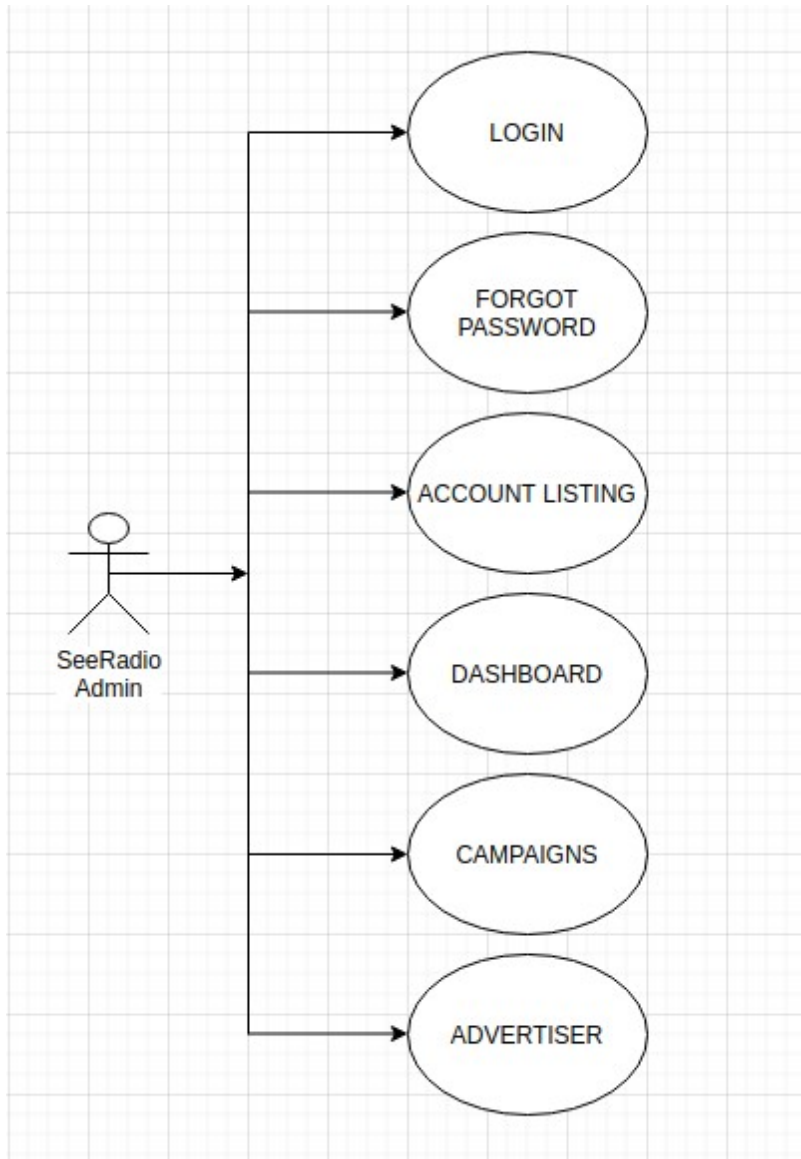 LOGIN
FORGOT
PASSWORD
ACCOUNT LISTING
SeeRadio
Admin
DASHBOARD
CAMPAIGNS
ADVERTISER